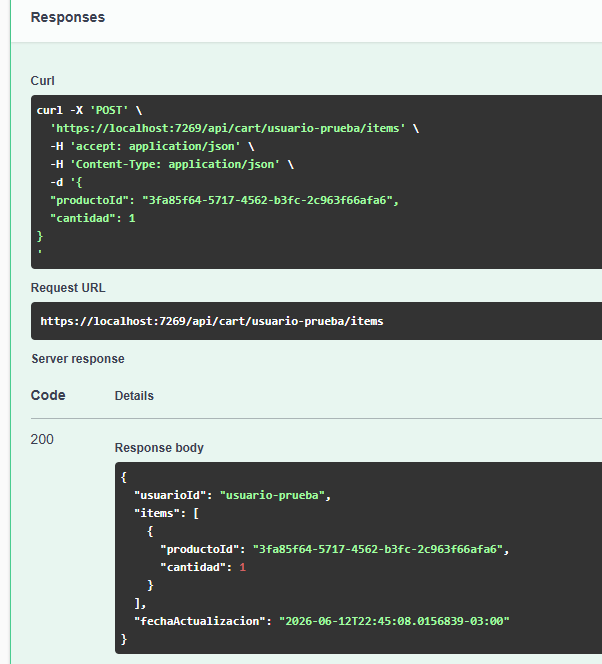 Responses
Curl
curl -X 'POST' \
  'https://localhost:7269/api/cart/usuario-prueba/items' \
  -H 'accept: application/json' \
  -H 'Content-Type: application/json' \
  -d '{
  "productoId": "3fa85f64-5717-4562-b3fc-2c963f66afa6",
  "cantidad": 1
}
'
Request URL
https://localhost:7269/api/cart/usuario-prueba/items
Server response
Code Details
200
Response body
{
  "usuarioId": "usuario-prueba",
  "items": [
    {
      "productoId": "3fa85f64-5717-4562-b3fc-2c963f66afa6",
      "cantidad": 1
    }
  ],
  "fechaActualizacion": "2026-06-12T22:45:08.0156839-03:00"
}